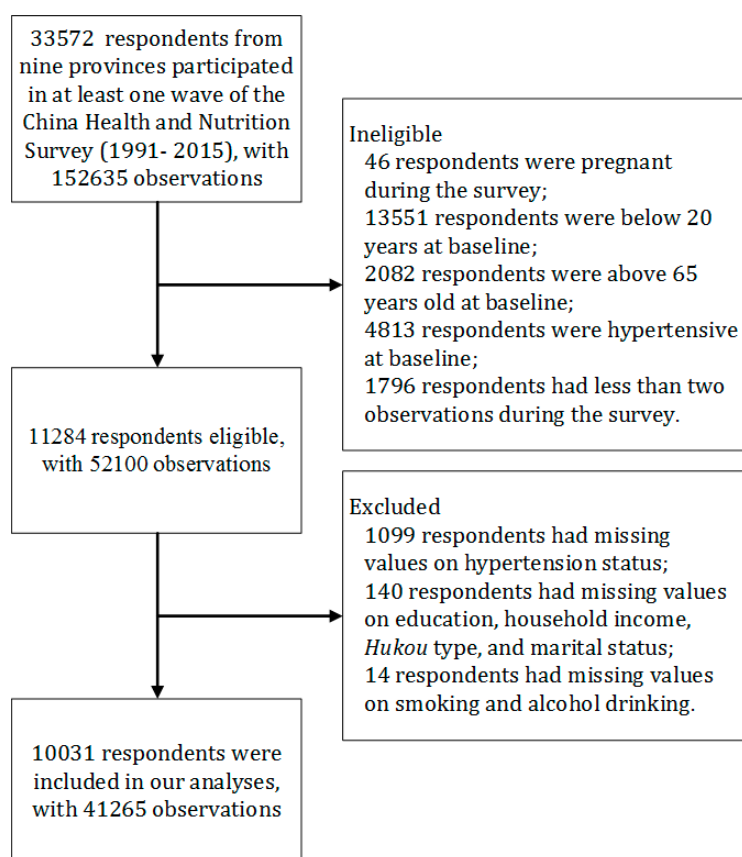 33572 respondents from
nine provinces participated
in at least one wave of the
China Health and Nutrition
Survey (1991- 2015), with
152635 observations
Ineligible
46 respondents were pregnant
during the survey;
13551 respondents were below 20
years at baseline;
2082 respondents were above 65
years old at baseline;
4813 respondents were hypertensive
at baseline;
1796 respondents had less than two
observations during the survey.
11284 respondents eligible,
with 52100 observations
Excluded
1099 respondents had missing
values on hypertension status;
140 respondents had missing values
on education, household income,
Hukou type, and marital status;
14 respondents had missing values
on smoking and alcohol drinking.
10031 respondents were
included in our analyses,
with 41265 observations